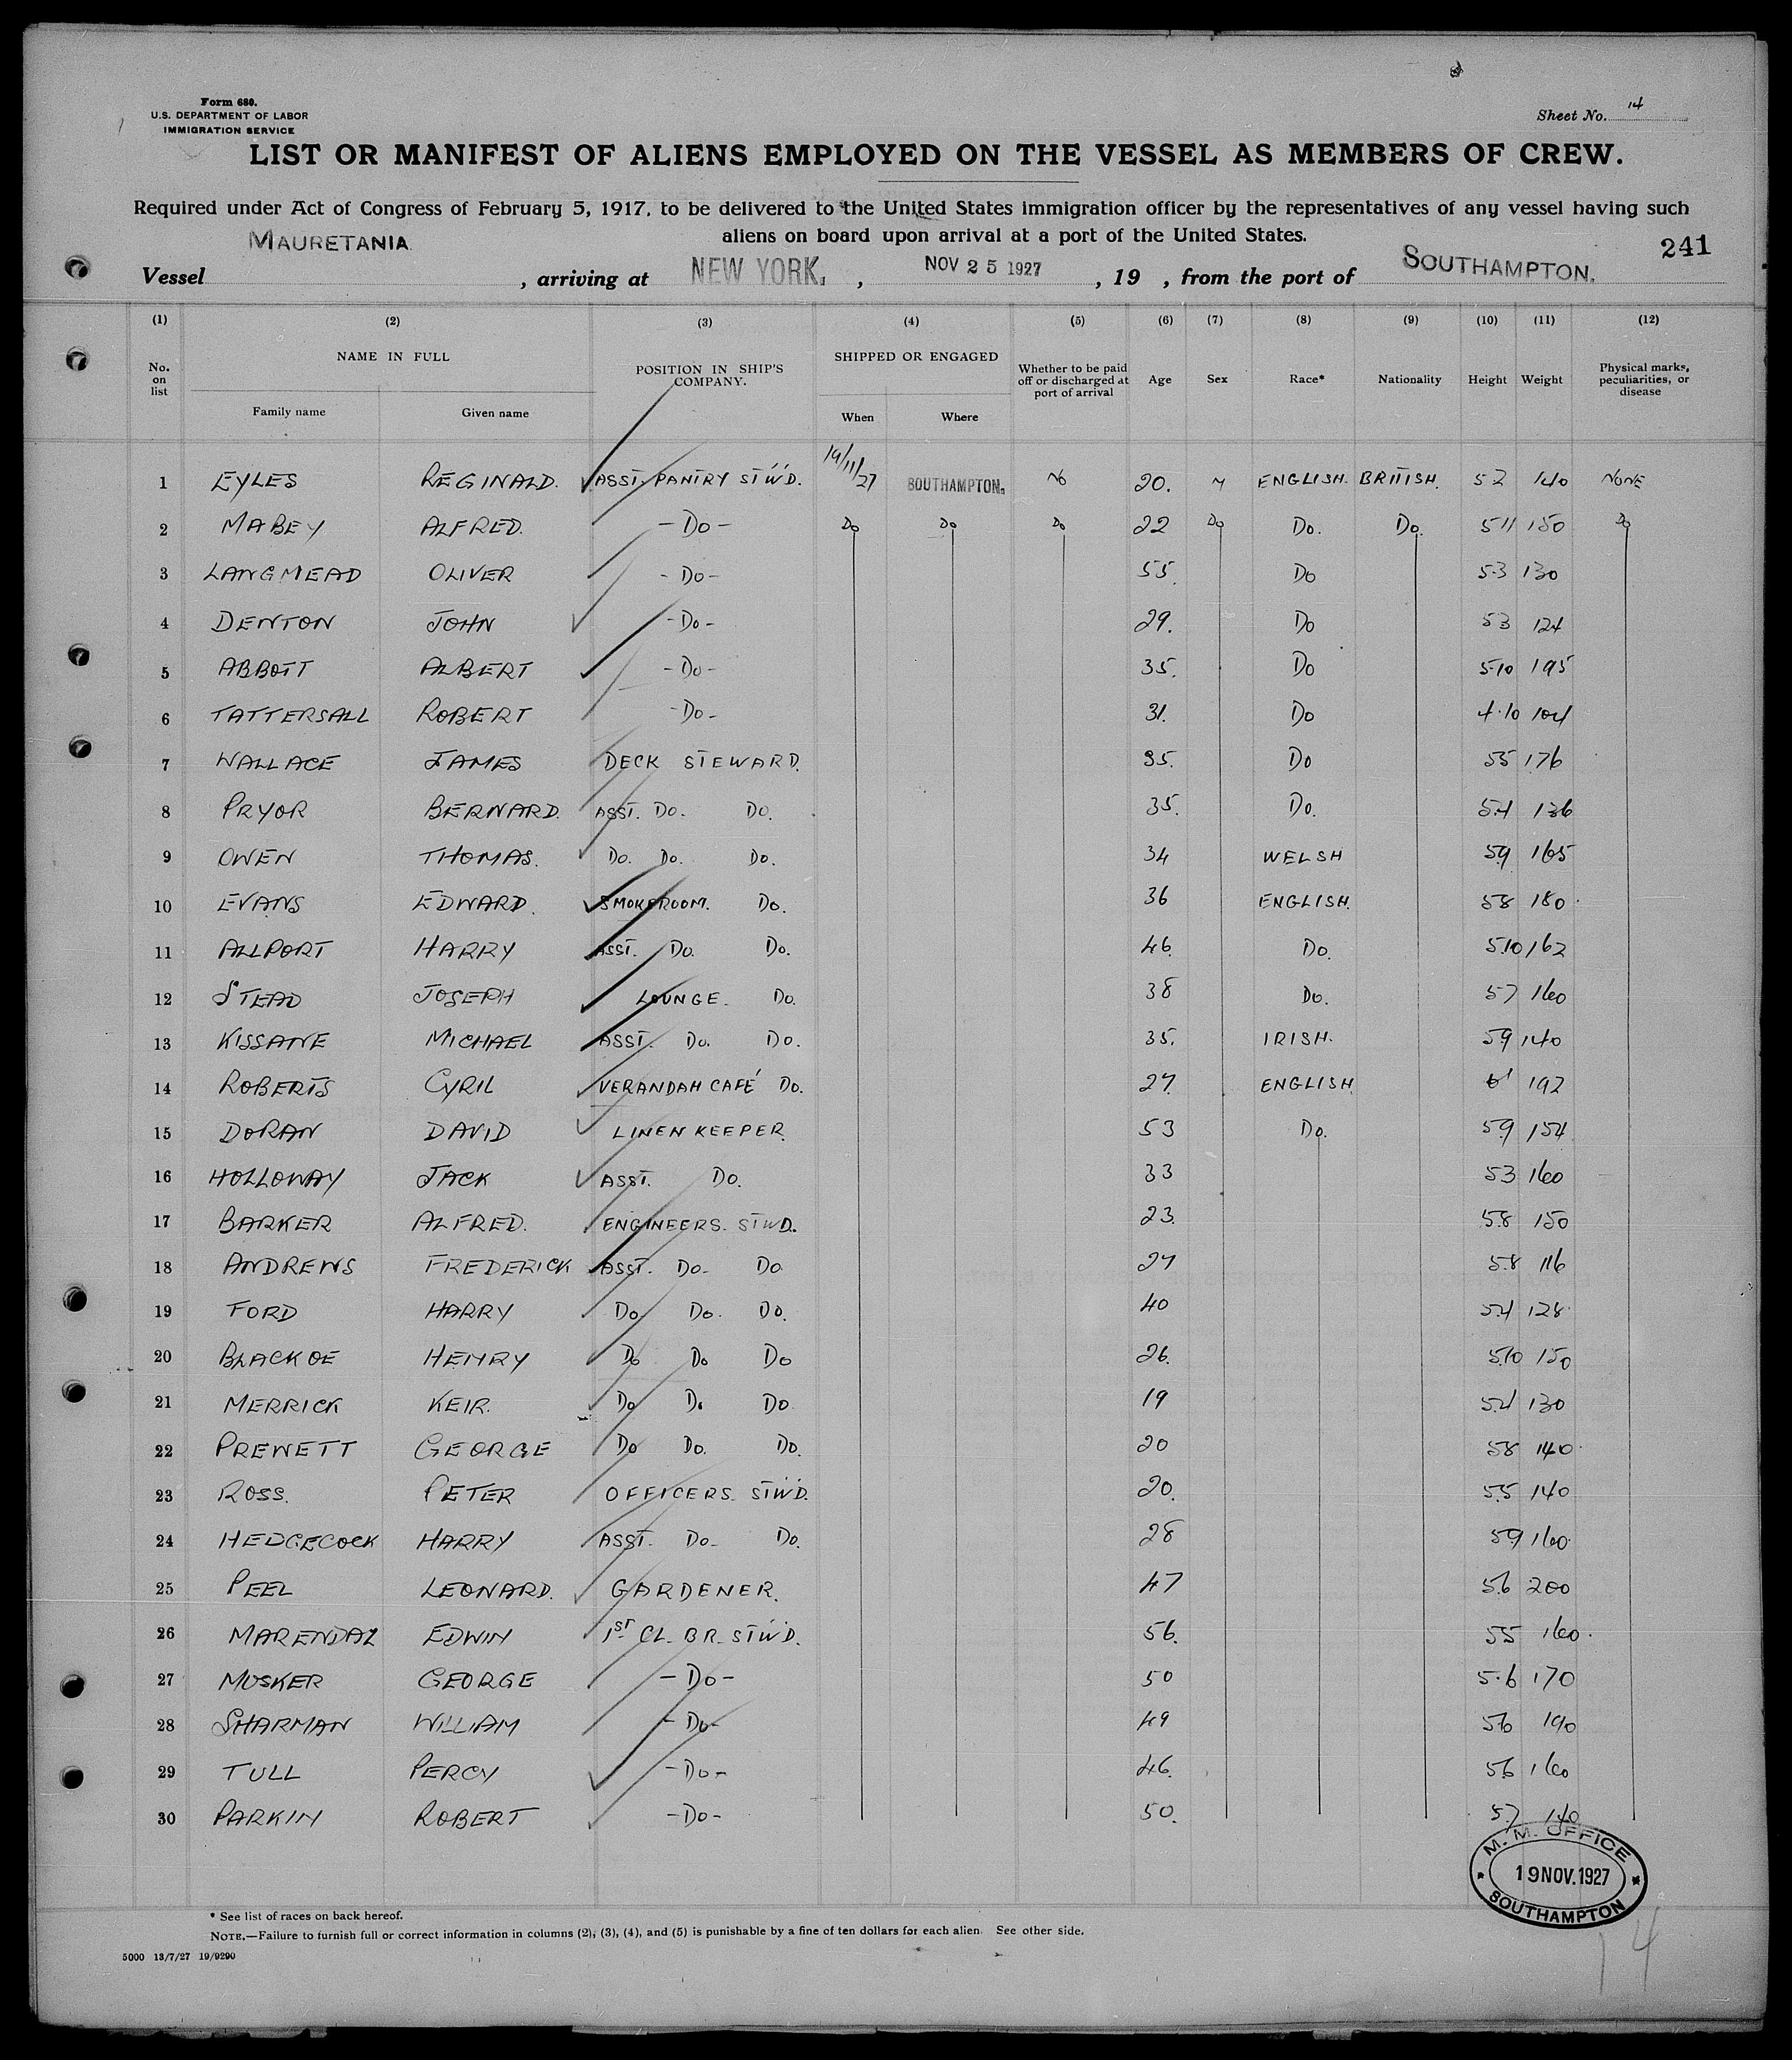 Form 680.
U.S. DEPARTMENT OF LABOR
IMMIGRATION SERVICE
Sheet No. 14
LIST OR MANIFEST OF ALIENS EMPLOYED ON THE VESSEL AS MEMBERS OF CREW.
Required under Act of Congress of February 5, 1917, to be delivered to the United States immigration officer by the representatives of any vessel having such
aliens on board upon arrival at a port of the United States.
241
Vessel MAURETANIA, arriving at NEW YORK, NOV 25 1927, 19 , from the port of SOUTHAMPTON.
(1) (2) (3) (4) (5) (6) (7) (8) (9) (10) (11) (12)
No. on list NAME IN FULL POSITION IN SHIP'S COMPANY. SHIPPED OR ENGAGED Whether to be paid off or discharged at port of arrival Age Sex Race* Nationality Height Weight Physical marks, peculiarities, or disease
Family name Given name When Where
1 EYLES REGINALD. ASST. PANTRY STWD. 19/11/27 SOUTHAMPTON. No 20. M ENGLISH. BRITISH. 5 2 140 NONE
2 MABEY ALFRED. - Do - Do Do Do 22 Do Do. Do. 5 11 150 Do
3 LANGMEAD OLIVER - Do - 55. Do 5.3 130
4 DENTON JOHN - Do - 29. Do 5 3 124
5 ABBOTT ALBERT - Do - 35. Do 5.10 195
6 TATTERSALL ROBERT - Do - 31. Do 4.10 104
7 WALLACE JAMES DECK STEWARD. 35. Do 5 5 176
8 PRYOR BERNARD. ASST. Do. Do. 35. Do. 5.4 136
9 OWEN THOMAS. Do. Do. Do. 34 WELSH 5.9 165
10 EVANS EDWARD. SMOKEROOM. Do. 36 ENGLISH. 5 8 180
11 ALLPORT HARRY ASST. Do. Do. 46. Do. 5.10 162
12 STEAD JOSEPH LOUNGE. Do. 38 Do. 5 7 160
13 KISSANE MICHAEL ASST. Do. Do. 35. IRISH. 5.9 140
14 ROBERTS CYRIL VERANDAH CAFÉ Do. 27. ENGLISH. 6' 192
15 DORAN DAVID LINEN KEEPER. 53 Do. 5.9 154
16 HOLLOWAY JACK ASST. Do. 33 5 3 160
17 BARKER ALFRED. ENGINEERS. STWD. 23. 5.8 150
18 ANDREWS FREDERICK ASST. Do. Do 27 5.8 116
19 FORD HARRY Do. Do. Do. 40 5.4 128
20 BLACKOE HENRY Do Do Do 26. 5.10 150
21 MERRICK KEIR. Do Do Do 19 5.4 130
22 PREWETT GEORGE Do Do. Do. 20 5 8 140
23 ROSS. PETER OFFICERS. STWD. 20. 5.5 140
24 HEDGECOCK HARRY ASST. Do. Do. 28 5.9 160
25 PEEL LEONARD. GARDENER. 47 5.6 200
26 MARENDAZ EDWIN 1ST CL. BR. STWD. 56. 5 5 160
27 MUSKER GEORGE - Do - 50 5.6 170
28 SHARMAN WILLIAM - Do - 49 5 6 190
29 TULL PERCY - Do - 46. 5.6 160
30 PARKIN ROBERT - Do - 50. 5.7 140
M. M. OFFICE
19 NOV. 1927
SOUTHAMPTON
* See list of races on back hereof.
NOTE.—Failure to furnish full or correct information in columns (2), (3), (4), and (5) is punishable by a fine of ten dollars for each alien. See other side.
5000 13/7/27 19/9290
14